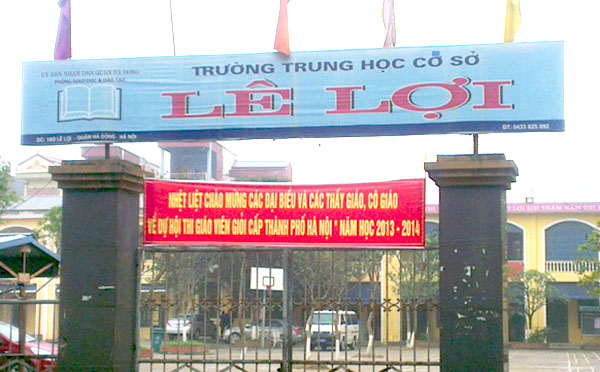 ỦY BAN NHÂN DÂN QUẬN HÀ ĐÔNG
PHÒNG GIÁO DỤC & ĐÀO TẠO
TRƯỜNG TRUNG HỌC CƠ SỞ
LÊ LỢI
ĐC: 16Đ LÊ LỢI - QUẬN HÀ ĐÔNG - HÀ NỘI
ĐT: 0433 825 092
NHIỆT LIỆT CHÀO MỪNG CÁC ĐẠI BIỂU VÀ CÁC THẦY GIÁO, CÔ GIÁO
VỀ DỰ HỘI THI GIÁO VIÊN GIỎI CẤP THÀNH PHỐ HÀ NỘI " NĂM HỌC 2013 - 2014